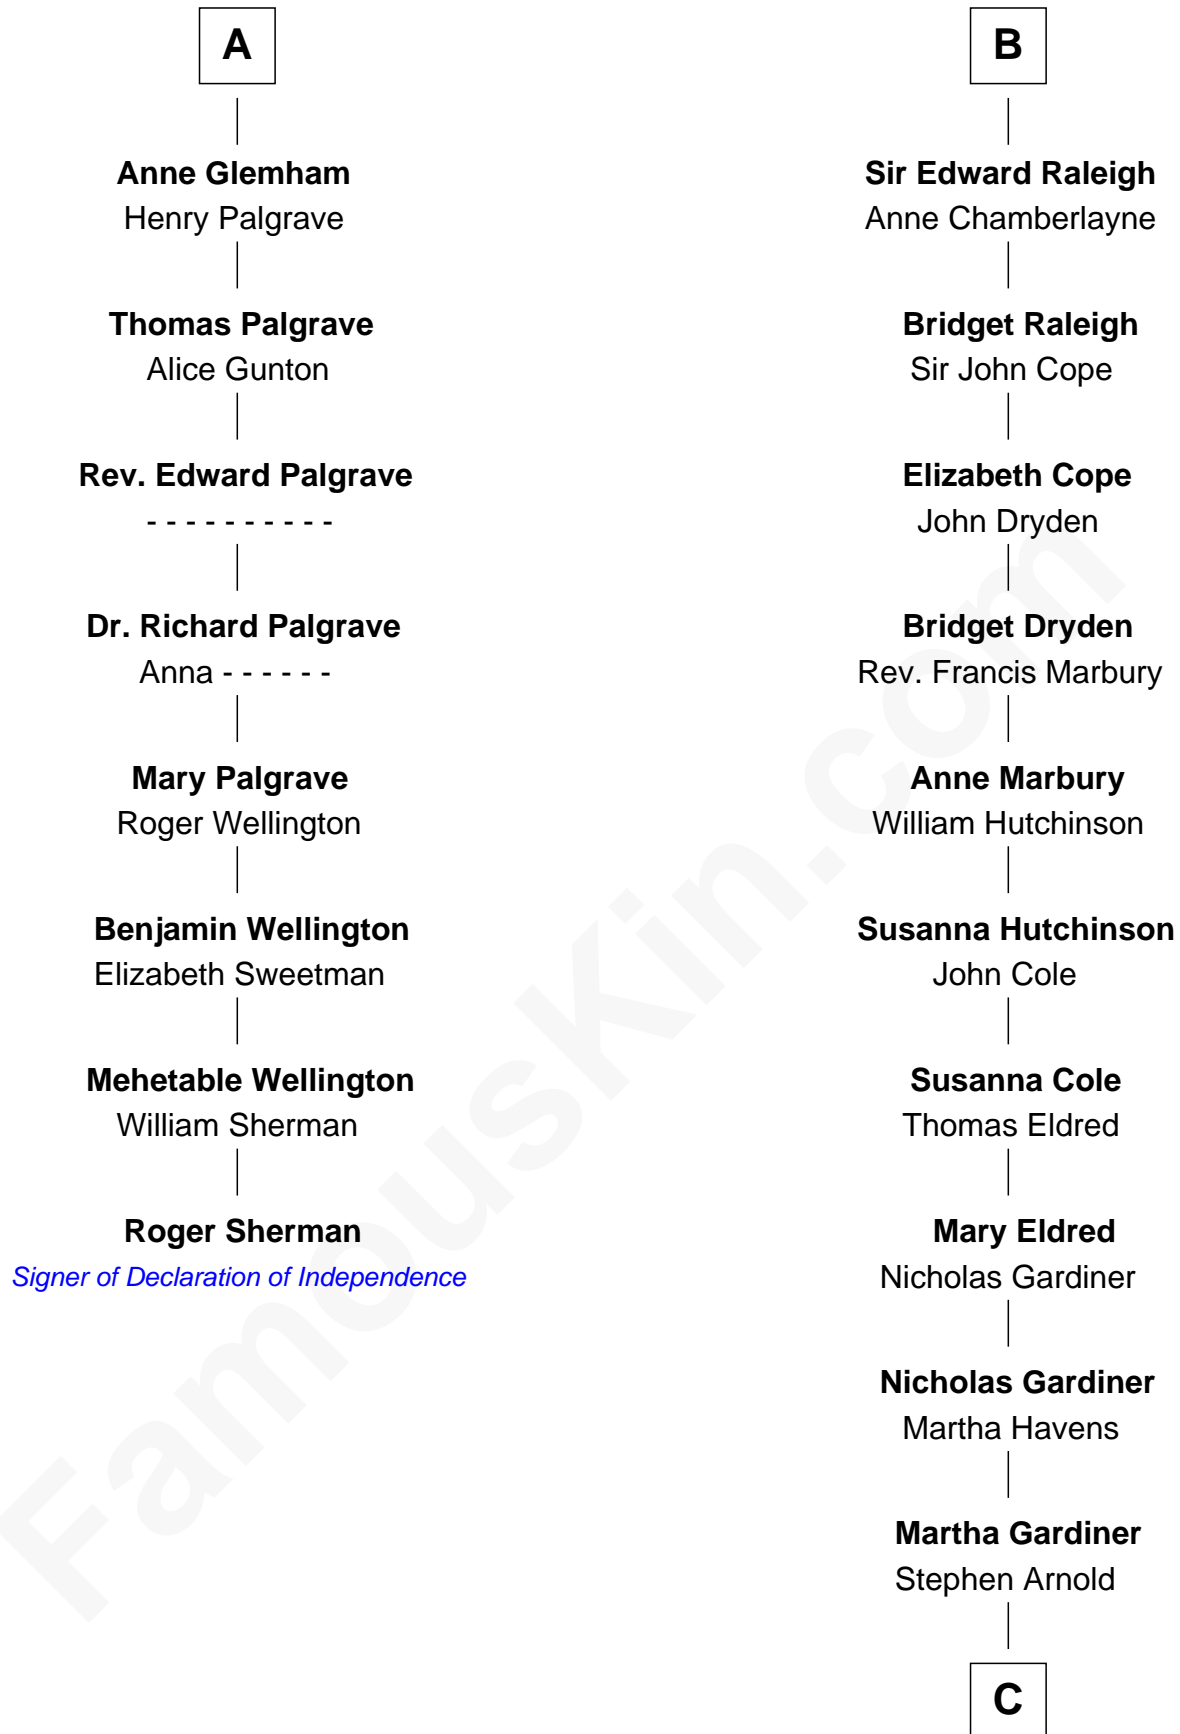 A
Anne Glemham
Henry Palgrave
Thomas Palgrave
Alice Gunton
Rev. Edward Palgrave
- - - - - - - - - -
Dr. Richard Palgrave
Anna - - - - - -
Mary Palgrave
Roger Wellington
Benjamin Wellington
Elizabeth Sweetman
Mehetable Wellington
William Sherman
Roger Sherman
Signer of Declaration of Independence
B
Sir Edward Raleigh
Anne Chamberlayne
Bridget Raleigh
Sir John Cope
Elizabeth Cope
John Dryden
Bridget Dryden
Rev. Francis Marbury
Anne Marbury
William Hutchinson
Susanna Hutchinson
John Cole
Susanna Cole
Thomas Eldred
Mary Eldred
Nicholas Gardiner
Nicholas Gardiner
Martha Havens
Martha Gardiner
Stephen Arnold
C
FamousKin.com